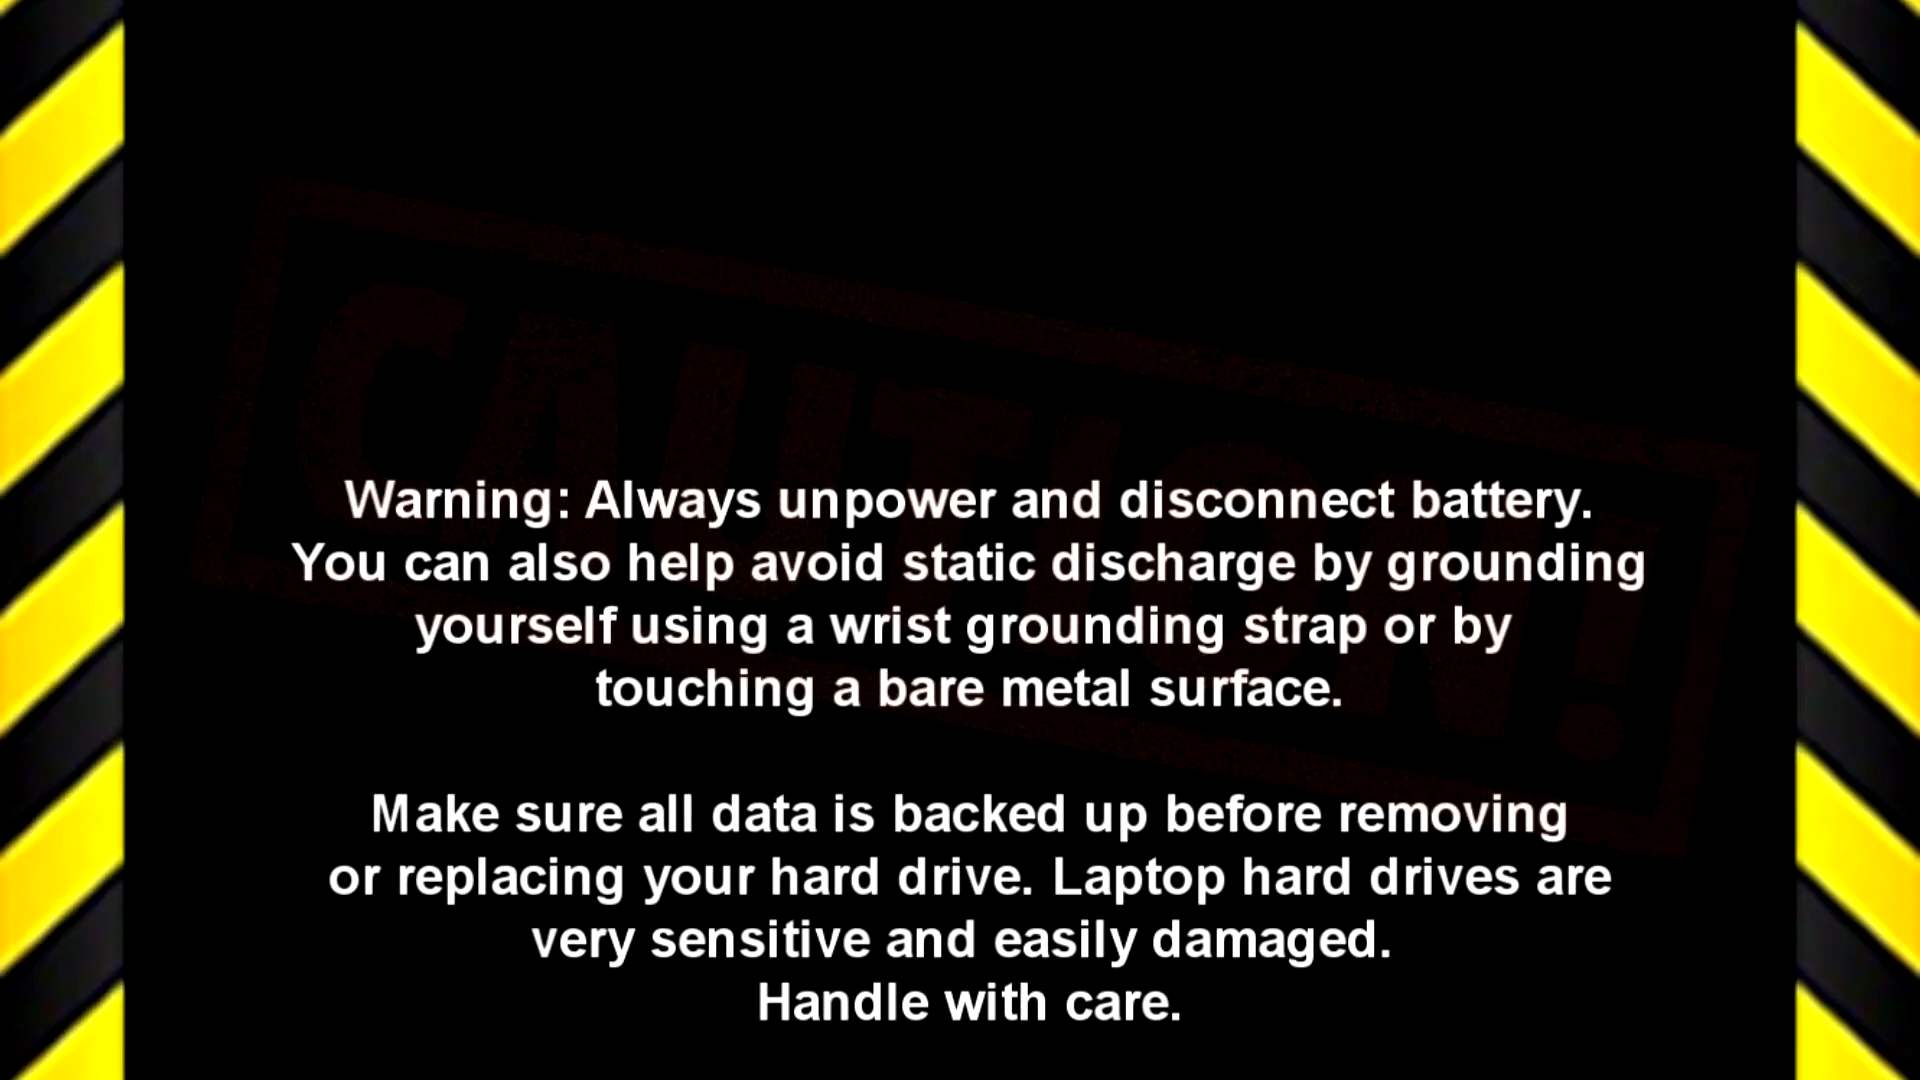 CAUTION!
Warning: Always unpower and disconnect battery.
You can also help avoid static discharge by grounding
yourself using a wrist grounding strap or by
touching a bare metal surface.
Make sure all data is backed up before removing
or replacing your hard drive. Laptop hard drives are
very sensitive and easily damaged.
Handle with care.